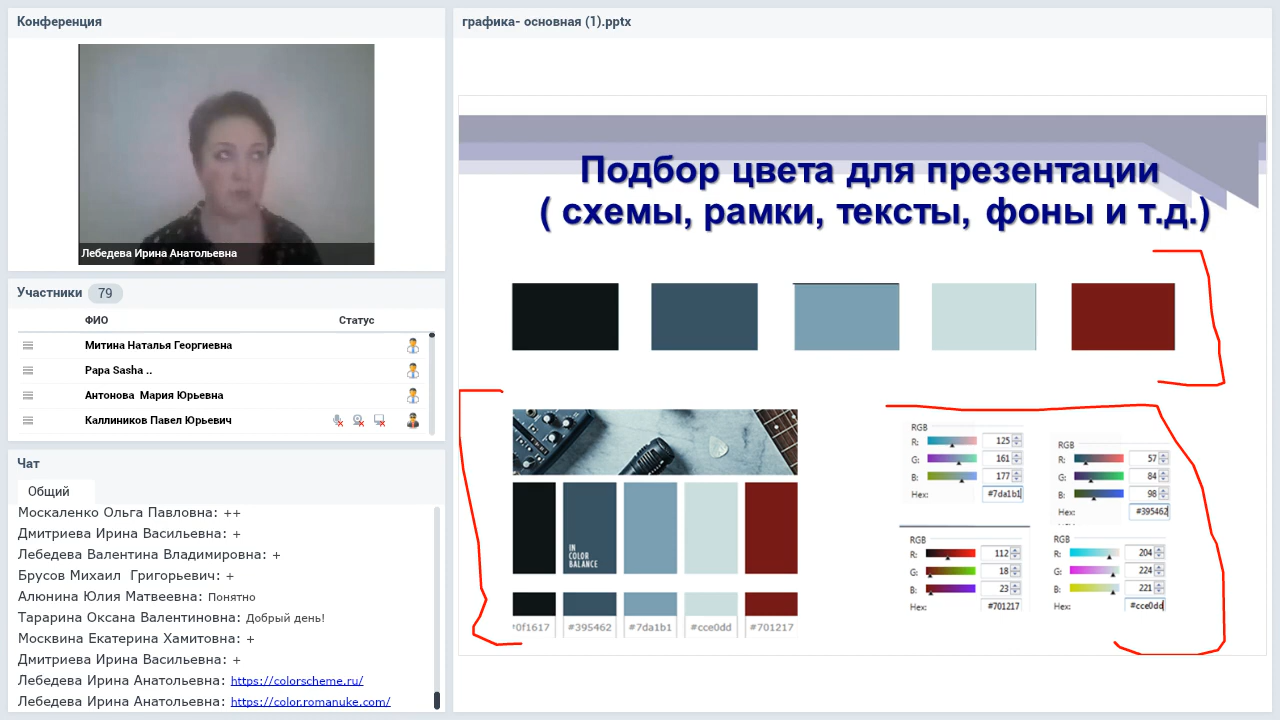 Конференция
Лебедева Ирина Анатольевна
Участники 79
ФИО Статус
Митина Наталья Георгиевна
Papa Sasha ..
Антонова Мария Юрьевна
Каллиников Павел Юрьевич
Чат
Общий
Москаленко Ольга Павловна: ++
Дмитриева Ирина Васильевна: +
Лебедева Валентина Владимировна: +
Брусов Михаил Григорьевич: +
Алюнина Юлия Матвеевна: Понятно
Тарарина Оксана Валентиновна: Добрый день!
Москвина Екатерина Хамитовна: +
Дмитриева Ирина Васильевна: +
Лебедева Ирина Анатольевна: https://colorscheme.ru/
Лебедева Ирина Анатольевна: https://color.romanuke.com/
графика- основная (1).pptx
Подбор цвета для презентации
( схемы, рамки, тексты, фоны и т.д.)
IN
COLOR
BALANCE
#0f1617 #395462 #7da1b1 #cce0dd #701217
RGB
R: 125
G: 161
B: 177
Hex: #7da1b1
RGB
R: 57
G: 84
B: 98
Hex: #395462
RGB
R: 112
G: 18
B: 23
Hex: #701217
RGB
R: 204
G: 224
B: 221
Hex: #cce0dd